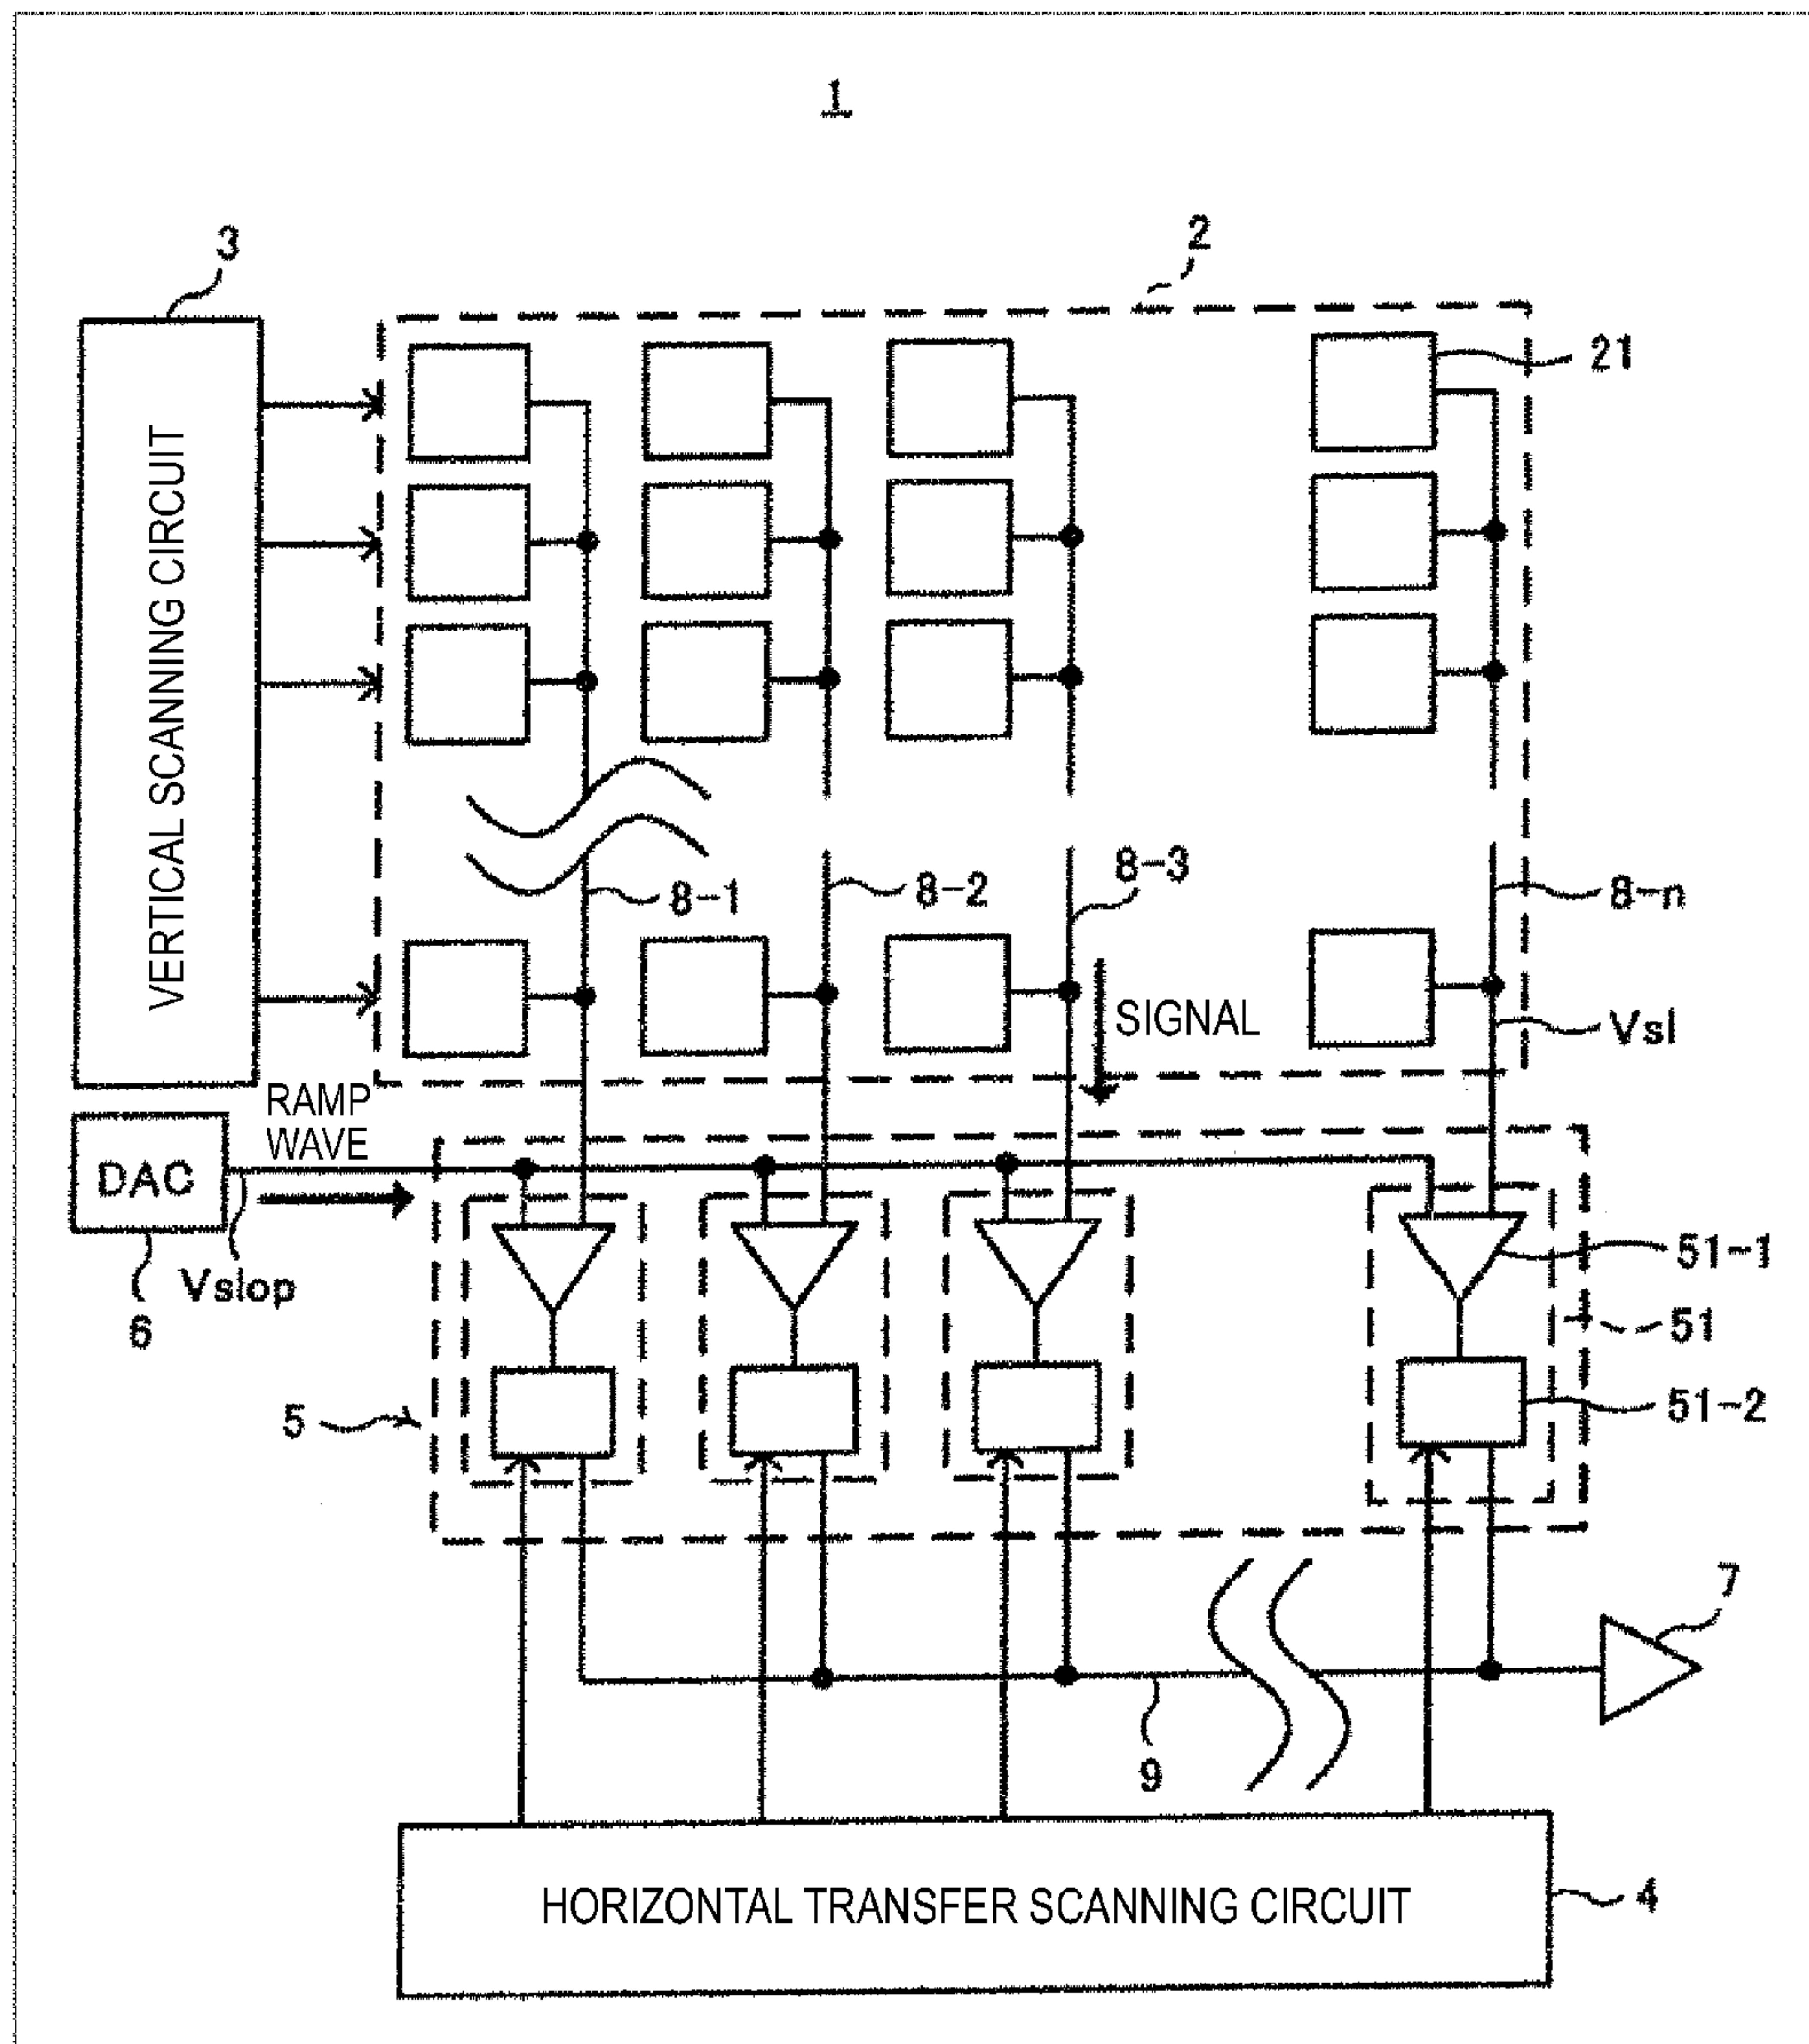 1
2
3
21
VERTICAL SCANNING CIRCUIT
8-1
8-2
8-3
8-n
SIGNAL
Vsl
RAMP
WAVE
DAC
Vslop
6
51-1
51
51-2
5
7
9
HORIZONTAL TRANSFER SCANNING CIRCUIT
4